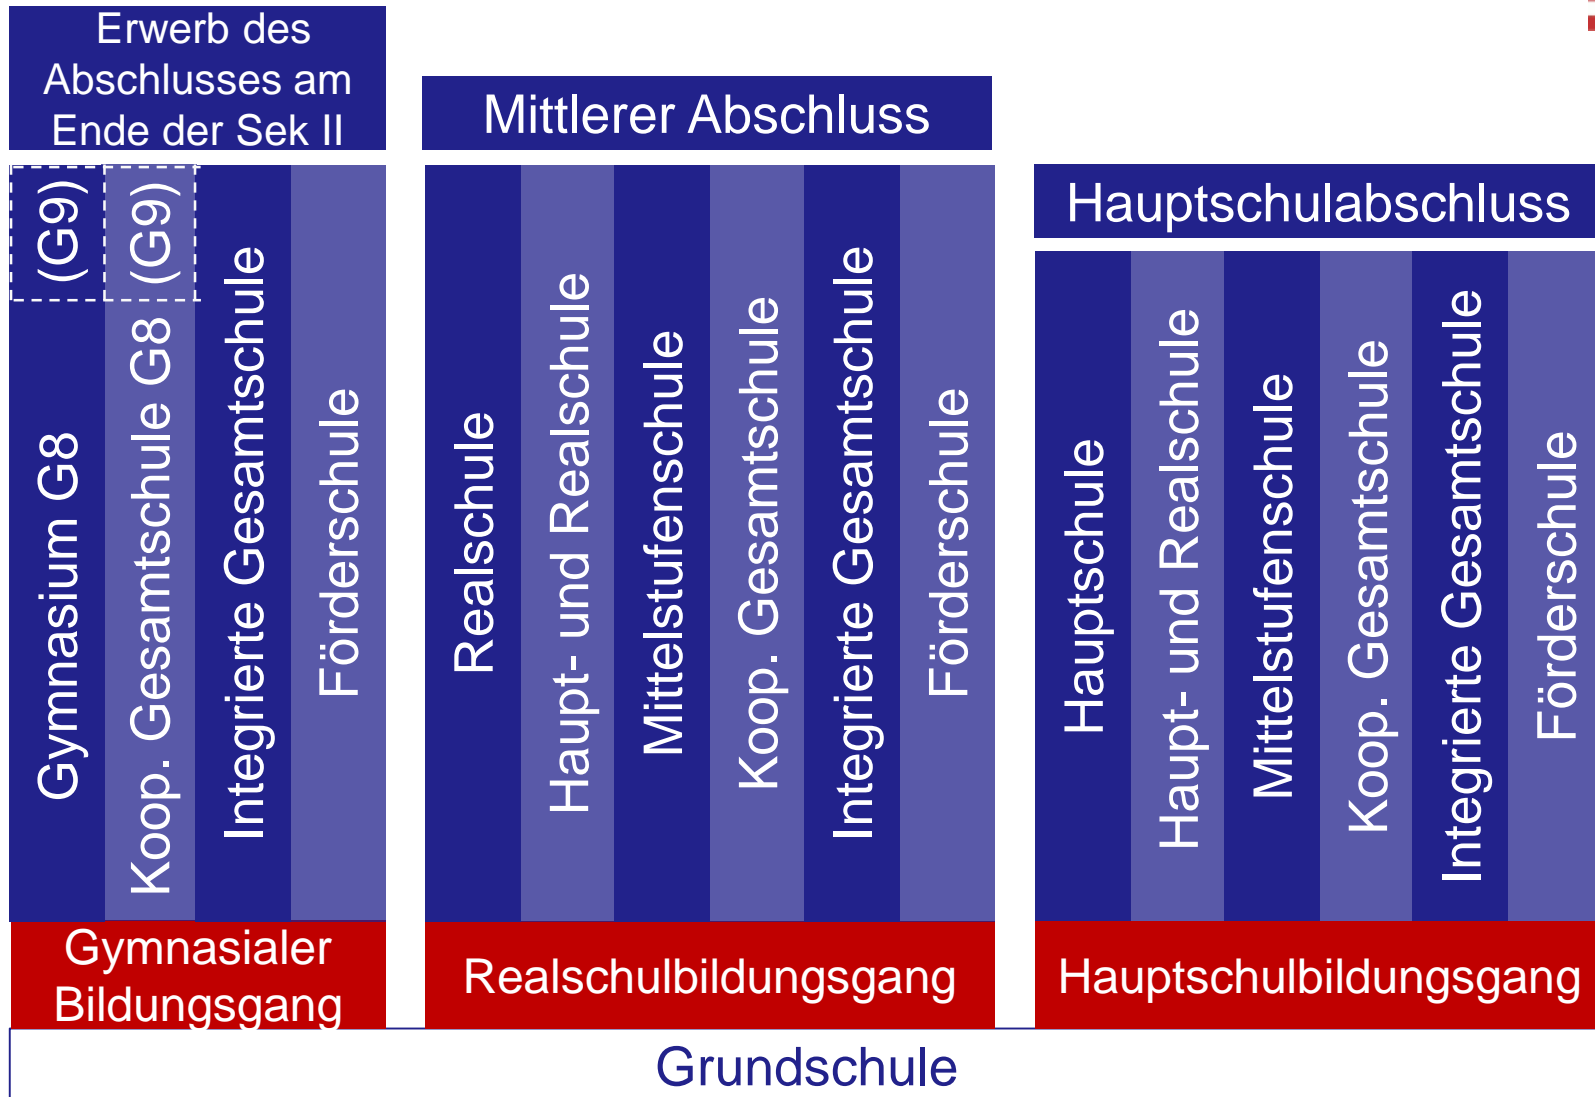 Erwerb des
Abschlusses am
Ende der Sek II
Mittlerer Abschluss
Hauptschulabschluss
Gymnasium G8 (G9)
Koop. Gesamtschule G8 (G9)
Integrierte Gesamtschule
Förderschule
Realschule
Haupt- und Realschule
Mittelstufenschule
Koop. Gesamtschule
Integrierte Gesamtschule
Förderschule
Hauptschule
Haupt- und Realschule
Mittelstufenschule
Koop. Gesamtschule
Integrierte Gesamtschule
Förderschule
Gymnasialer
Bildungsgang
Realschulbildungsgang
Hauptschulbildungsgang
Grundschule